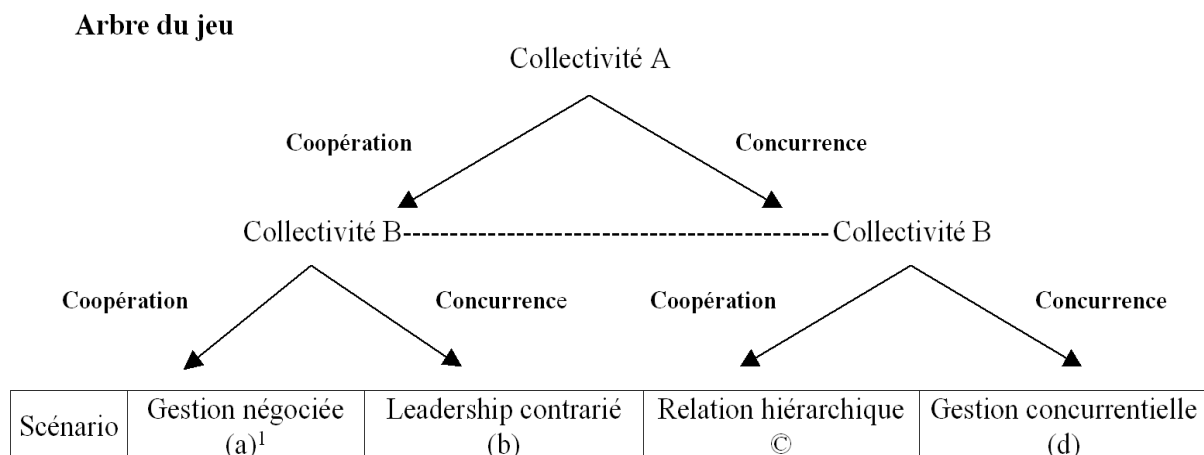 Arbre du jeu
Collectivité A
Coopération
Concurrence
Collectivité B
Collectivité B
Coopération
Concurrence
Coopération
Concurrence
Scénario
Gestion négociée
(a)¹
Leadership contrarié
(b)
Relation hiérarchique
©
Gestion concurrentielle
(d)